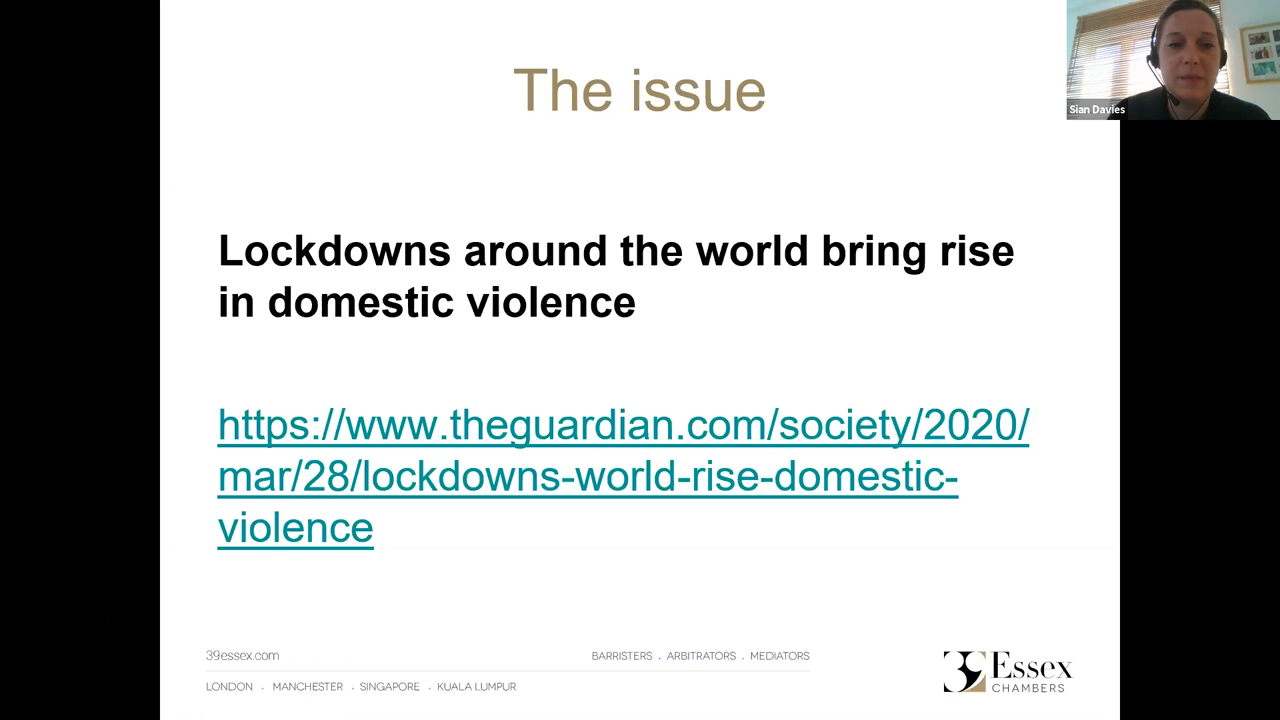 The issue
Sian Davies
Lockdowns around the world bring rise
in domestic violence
https://www.theguardian.com/society/2020/
mar/28/lockdowns-world-rise-domestic-
violence
39essex.com
BARRISTERS . ARBITRATORS . MEDIATORS
LONDON . MANCHESTER . SINGAPORE . KUALA LUMPUR
39 Essex
CHAMBERS